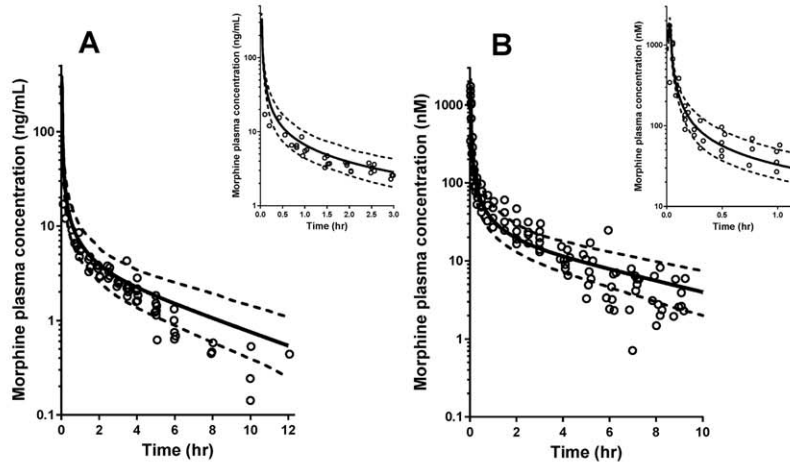 A
Morphine plasma concentration (ng/mL)
100
10
1
0.1
0 2 4 6 8 10 12
Time (hr)
Morphine plasma concentration (ng/mL)
100
10
1
0.0 0.5 1.0 1.5 2.0 2.5 3.0
Time (hr)
B
Morphine plasma concentration (nM)
1000
100
10
1
0.1
0 2 4 6 8 10
Time (hr)
Morphine plasma concentration (nM)
1000
100
10
0.0 0.5 1.0
Time (hr)